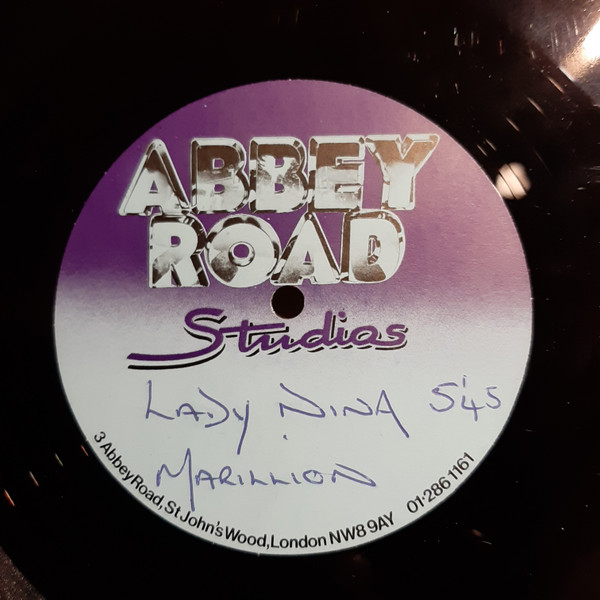 ABBEY
ROAD
Studios
LADY NINA 5'45
MARILLION
3 Abbey Road, St John's Wood, London NW8 9AY 01·286 1161